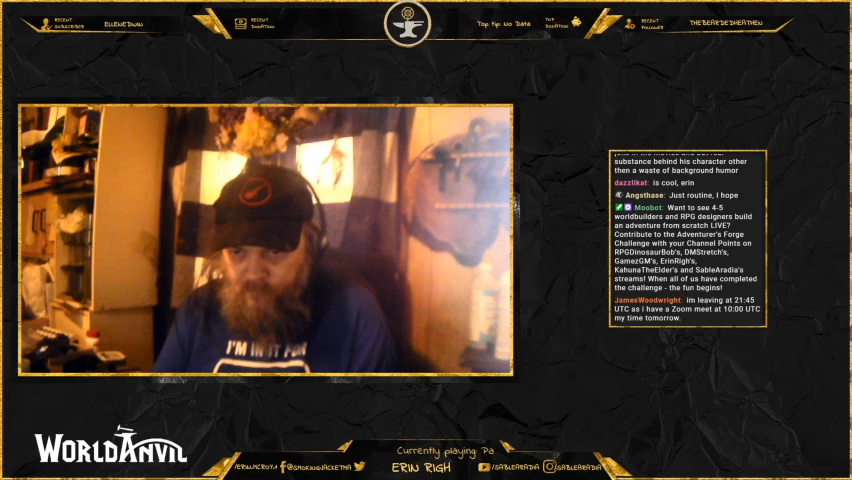 RECENT
SUBSCRIBER
ELLENEDWIN
RECENT
DONATION
Top tip: No Data
TOP
DONATION
RECENT
FOLLOWER
THEBEARDEDHEATHEN
substance behind his character other
then a waste of background humor
dazzlikat: is cool, erin
Angsthase: Just routine, I hope
Moobot: Want to see 4-5
worldbuilders and RPG designers build
an adventure from scratch LIVE?
Contribute to the Adventurer's Forge
Challenge with your Channel Points on
RPGDinosaurBob's, DMStretch's,
GamezGM's, ErinRigh's,
KahunaTheElder's and SableAradia's
streams! When all of us have completed
the challenge - the fun begins!
JamesWoodwright: im leaving at 21:45
UTC as i have a Zoom meet at 10:00 UTC
my time tomorrow.
I'M IN IT FOR
WORLDANVIL
Currently playing Pa
/ERIN.MCROY.1
@SMOKINGJACKETMA
ERIN RIGH
/SABLEARADIA
/SABLEARADIA